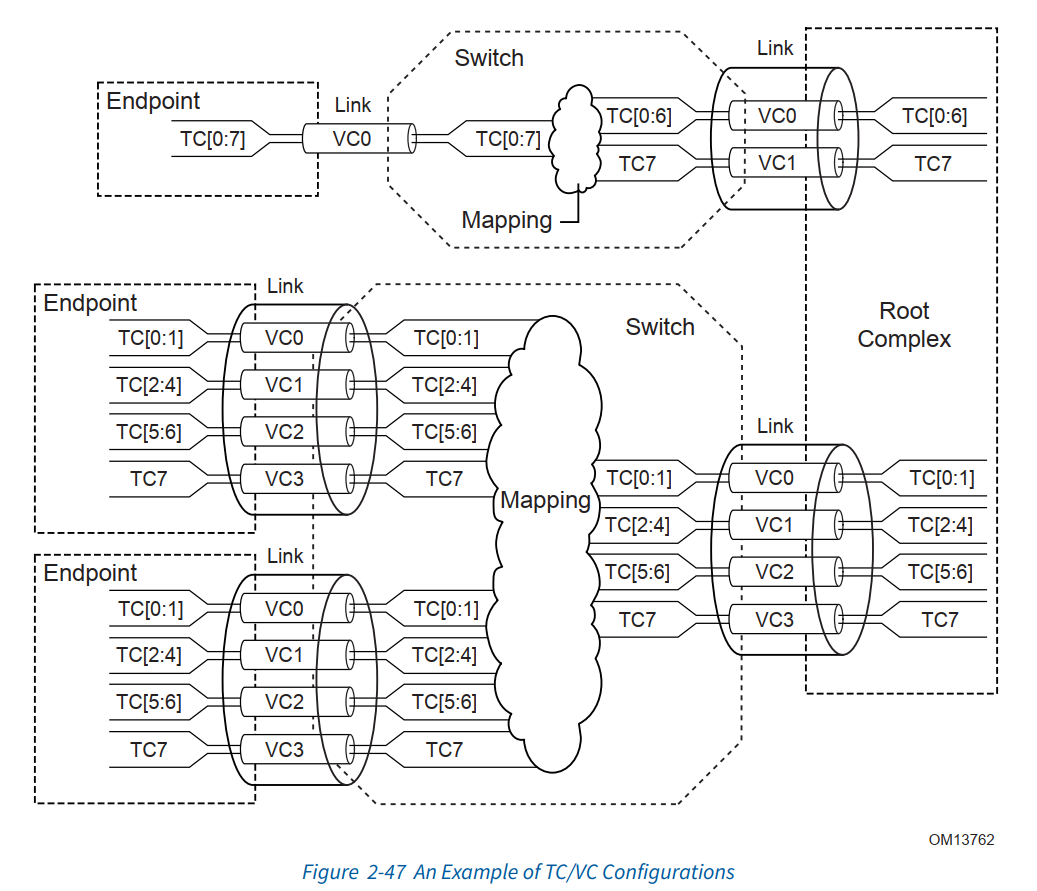 Switch
Link
Endpoint
Link
TC[0:7]
VC0
TC[0:7]
TC[0:6]
VC0
TC[0:6]
TC7
VC1
TC7
Mapping
Root
Complex
Endpoint
Link
Switch
TC[0:1]
VC0
TC[0:1]
TC[2:4]
VC1
TC[2:4]
TC[5:6]
VC2
TC[5:6]
TC7
VC3
TC7
Mapping
Link
TC[0:1]
VC0
TC[0:1]
TC[2:4]
VC1
TC[2:4]
TC[5:6]
VC2
TC[5:6]
TC7
VC3
TC7
Endpoint
Link
TC[0:1]
VC0
TC[0:1]
TC[2:4]
VC1
TC[2:4]
TC[5:6]
VC2
TC[5:6]
TC7
VC3
TC7
OM13762
Figure 2-47 An Example of TC/VC Configurations